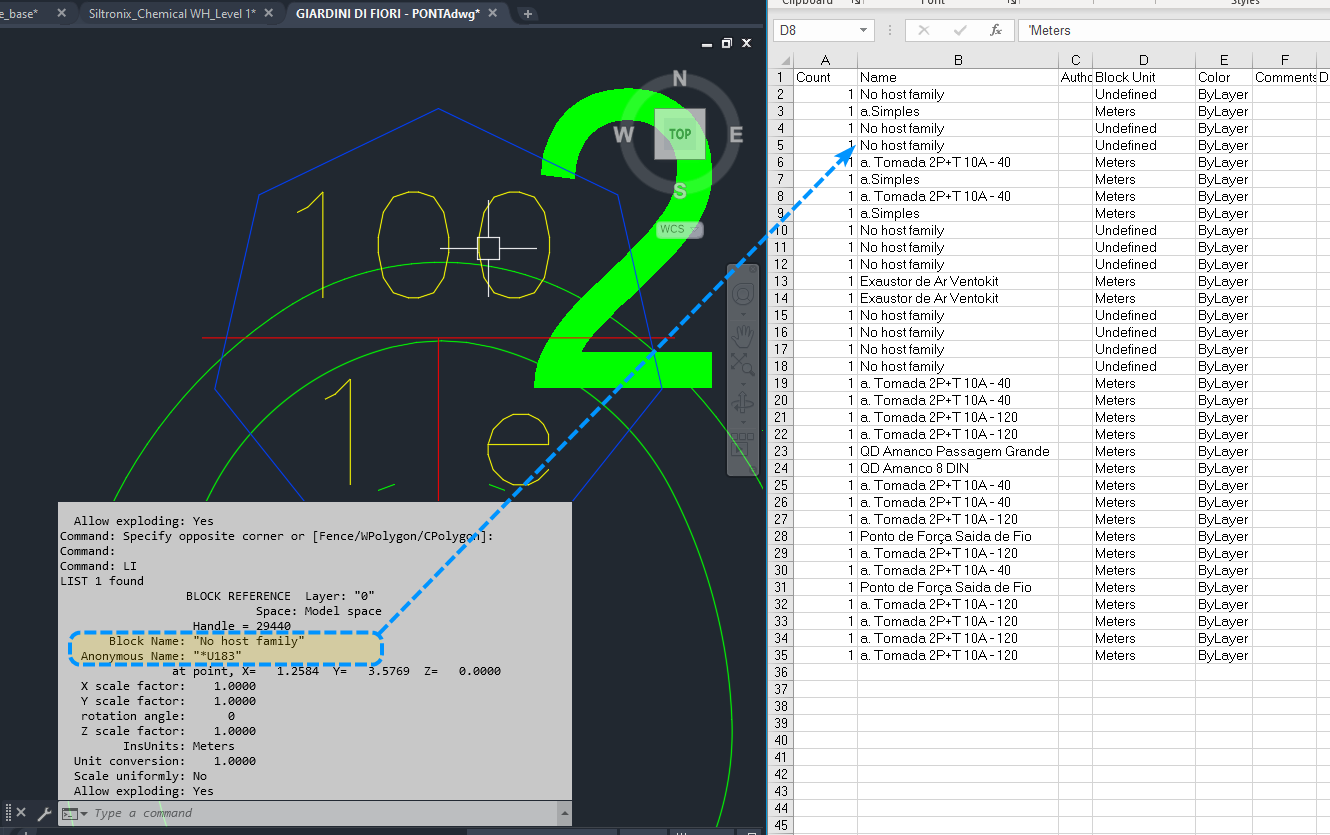 e_base* Siltronix_Chemical WH_Level 1* GIARDINI DI FIORI - PONTAdwg*
N
W TOP E
S
WCS
100
2
1 e
Allow exploding: Yes
Command: Specify opposite corner or [Fence/WPolygon/CPolygon]:
Command:
Command: LI
LIST 1 found
BLOCK REFERENCE Layer: "0"
Space: Model space
Handle = 29440
Block Name: "No host family"
Anonymous Name: "*U183"
at point, X= 1.2584 Y= 3.5769 Z= 0.0000
X scale factor: 1.0000
Y scale factor: 1.0000
rotation angle: 0
Z scale factor: 1.0000
InsUnits: Meters
Unit conversion: 1.0000
Scale uniformly: No
Allow exploding: Yes
Type a command
Clipboard Font Styles
D8 fx 'Meters
A B C D E F
1 Count Name Autho Block Unit Color Comments D
2 1 No host family Undefined ByLayer
3 1 a.Simples Meters ByLayer
4 1 No host family Undefined ByLayer
5 1 No host family Undefined ByLayer
6 1 a. Tomada 2P+T 10A - 40 Meters ByLayer
7 1 a.Simples Meters ByLayer
8 1 a. Tomada 2P+T 10A - 40 Meters ByLayer
9 1 a.Simples Meters ByLayer
10 1 No host family Undefined ByLayer
11 1 No host family Undefined ByLayer
12 1 No host family Undefined ByLayer
13 1 Exaustor de Ar Ventokit Meters ByLayer
14 1 Exaustor de Ar Ventokit Meters ByLayer
15 1 No host family Undefined ByLayer
16 1 No host family Undefined ByLayer
17 1 No host family Undefined ByLayer
18 1 No host family Undefined ByLayer
19 1 a. Tomada 2P+T 10A - 40 Meters ByLayer
20 1 a. Tomada 2P+T 10A - 40 Meters ByLayer
21 1 a. Tomada 2P+T 10A - 120 Meters ByLayer
22 1 a. Tomada 2P+T 10A - 120 Meters ByLayer
23 1 QD Amanco Passagem Grande Meters ByLayer
24 1 QD Amanco 8 DIN Meters ByLayer
25 1 a. Tomada 2P+T 10A - 40 Meters ByLayer
26 1 a. Tomada 2P+T 10A - 40 Meters ByLayer
27 1 a. Tomada 2P+T 10A - 120 Meters ByLayer
28 1 Ponto de Força Saida de Fio Meters ByLayer
29 1 a. Tomada 2P+T 10A - 120 Meters ByLayer
30 1 a. Tomada 2P+T 10A - 40 Meters ByLayer
31 1 Ponto de Força Saida de Fio Meters ByLayer
32 1 a. Tomada 2P+T 10A - 120 Meters ByLayer
33 1 a. Tomada 2P+T 10A - 120 Meters ByLayer
34 1 a. Tomada 2P+T 10A - 120 Meters ByLayer
35 1 a. Tomada 2P+T 10A - 120 Meters ByLayer
36
37
38
39
40
41
42
43
44
45